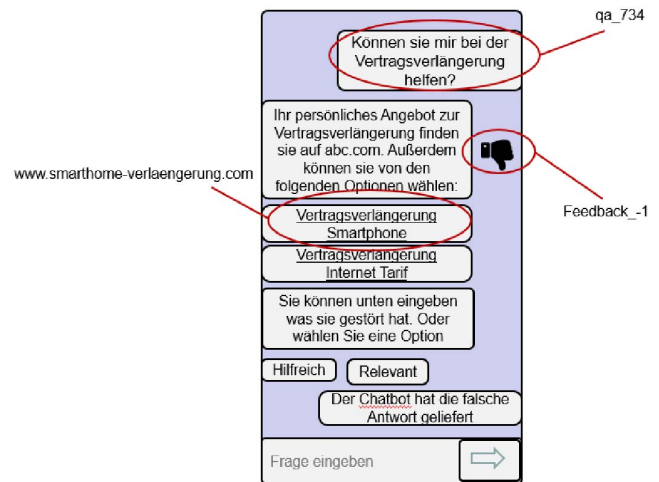 qa_734
Können sie mir bei der
Vertragsverlängerung
helfen?
Ihr persönliches Angebot zur
Vertragsverlängerung finden
sie auf abc.com. Außerdem
können sie von den
folgenden Optionen wählen:
www.smarthome-verlaengerung.com
Feedback_-1
Vertragsverlängerung
Smartphone
Vertragsverlängerung
Internet Tarif
Sie können unten eingeben
was sie gestört hat. Oder
wählen Sie eine Option
Hilfreich
Relevant
Der Chatbot hat die falsche
Antwort geliefert
Frage eingeben